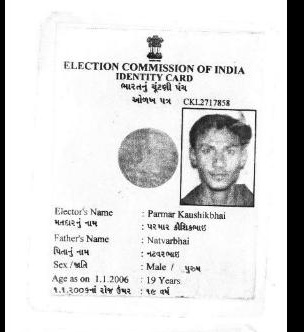 ELECTION COMMISSION OF INDIA
IDENTITY CARD
ભારતનું ચૂંટણી પંચ
ઓળખ પત્ર CKL2717858
Elector's Name : Parmar Kaushikbhai
મતદારનું નામ : પરમાર કૌશિકભાઇ
Father's Name : Natvarbhai
પિતાનું નામ : નટવરભાઇ
Sex /જાતિ : Male / પુરુષ
Age as on 1.1.2006 : 19 Years
૧.૧.૨૦૦૬ના રોજ ઉંમર : ૧૯ વર્ષ